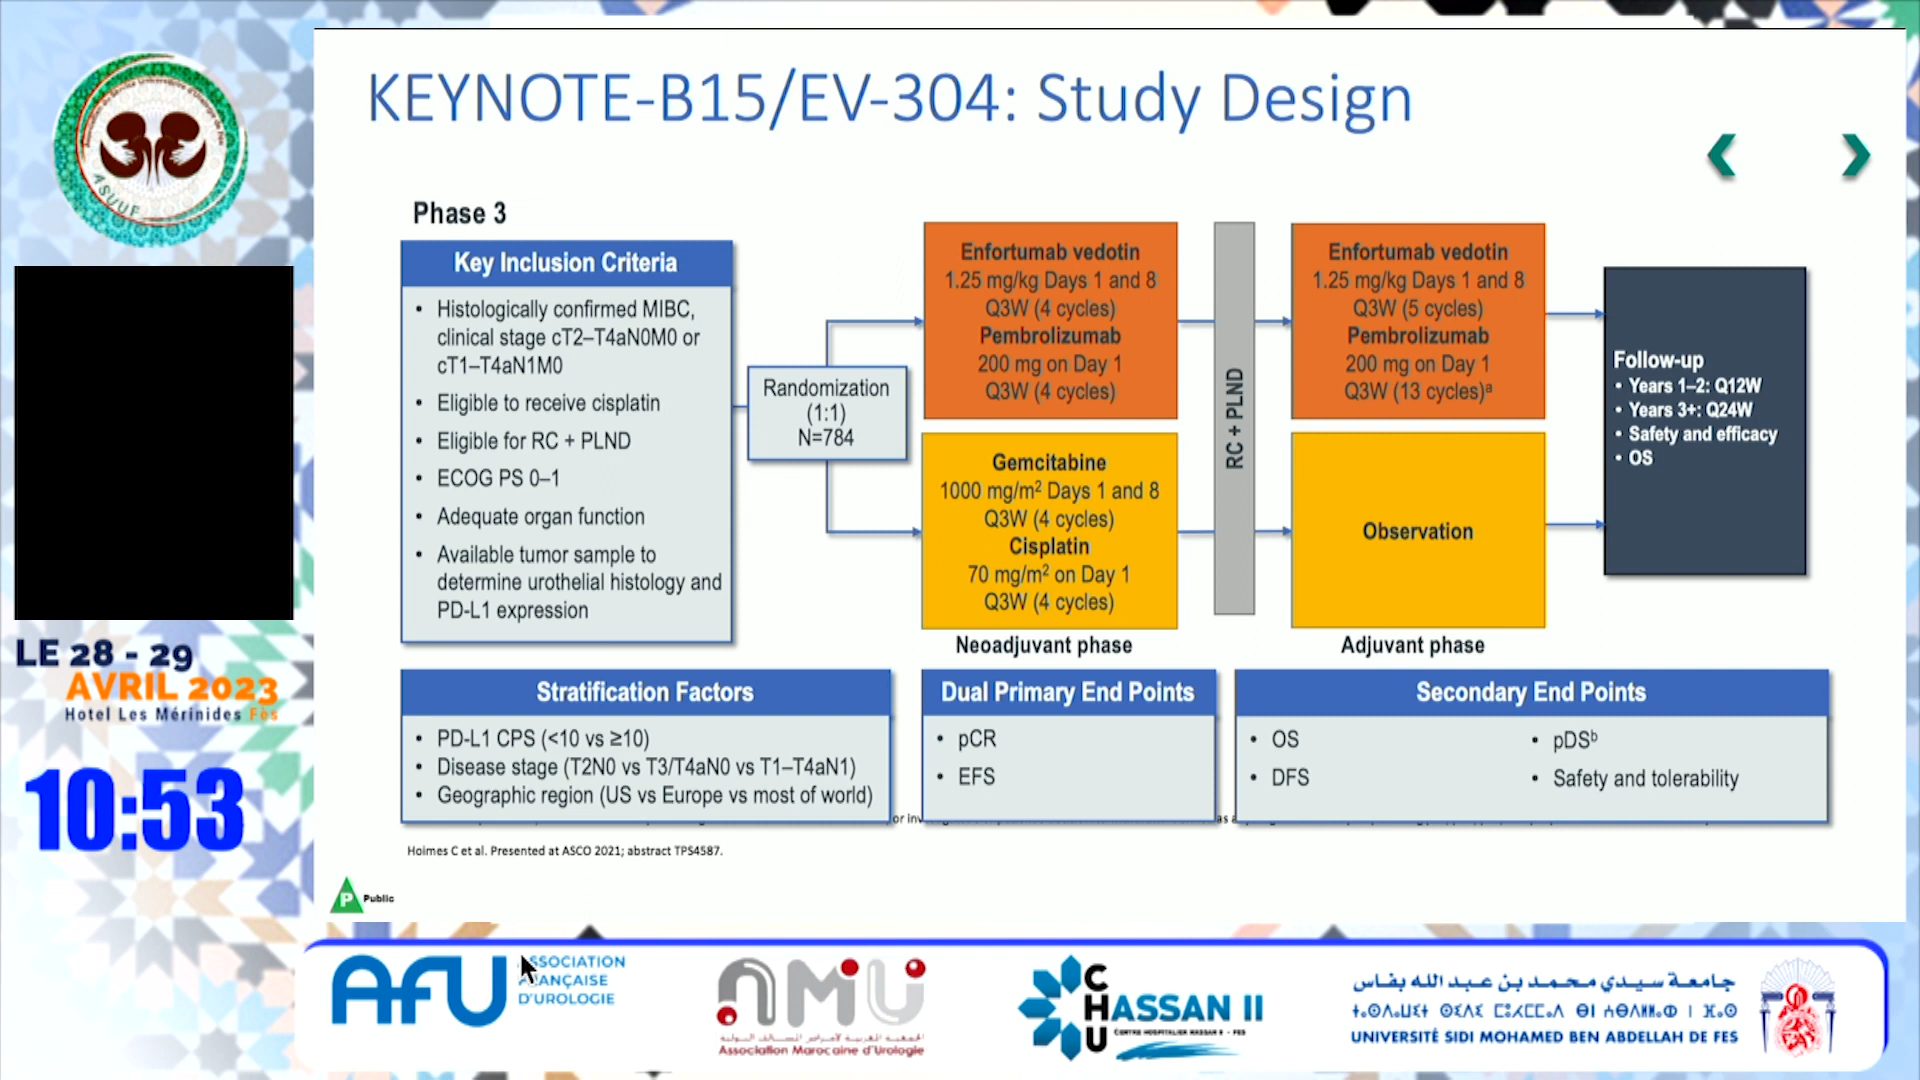 KEYNOTE-B15/EV-304: Study Design
Phase 3
Key Inclusion Criteria
• Histologically confirmed MIBC,
clinical stage cT2–T4aN0M0 or
cT1–T4aN1M0
• Eligible to receive cisplatin
• Eligible for RC + PLND
• ECOG PS 0–1
• Adequate organ function
• Available tumor sample to
determine urothelial histology and
PD-L1 expression
Randomization
(1:1)
N=784
Enfortumab vedotin
1.25 mg/kg Days 1 and 8
Q3W (4 cycles)
Pembrolizumab
200 mg on Day 1
Q3W (4 cycles)
Gemcitabine
1000 mg/m² Days 1 and 8
Q3W (4 cycles)
Cisplatin
70 mg/m² on Day 1
Q3W (4 cycles)
Neoadjuvant phase
RC + PLND
Enfortumab vedotin
1.25 mg/kg Days 1 and 8
Q3W (5 cycles)
Pembrolizumab
200 mg on Day 1
Q3W (13 cycles)ᵃ
Observation
Adjuvant phase
Follow-up
• Years 1–2: Q12W
• Years 3+: Q24W
• Safety and efficacy
• OS
Stratification Factors
• PD-L1 CPS (<10 vs ≥10)
• Disease stage (T2N0 vs T3/T4aN0 vs T1–T4aN1)
• Geographic region (US vs Europe vs most of world)
Dual Primary End Points
• pCR
• EFS
Secondary End Points
• OS
• DFS
• pDSᵇ
• Safety and tolerability
Hoimes C et al. Presented at ASCO 2021; abstract TPS4587.
P Public
ASUUF
LE 28 - 29
AVRIL 2023
Hotel Les Mérinides Fès
10:53
AFU
D'UROLOGIE
AMU
Association Marocaine d'Urologie
CHU
HASSAN II
CENTRE HOSPITALIER HASSAN II - FES
جامعة سيدي محمد بن عبد الله بفاس
UNIVERSITÉ SIDI MOHAMED BEN ABDELLAH DE FES